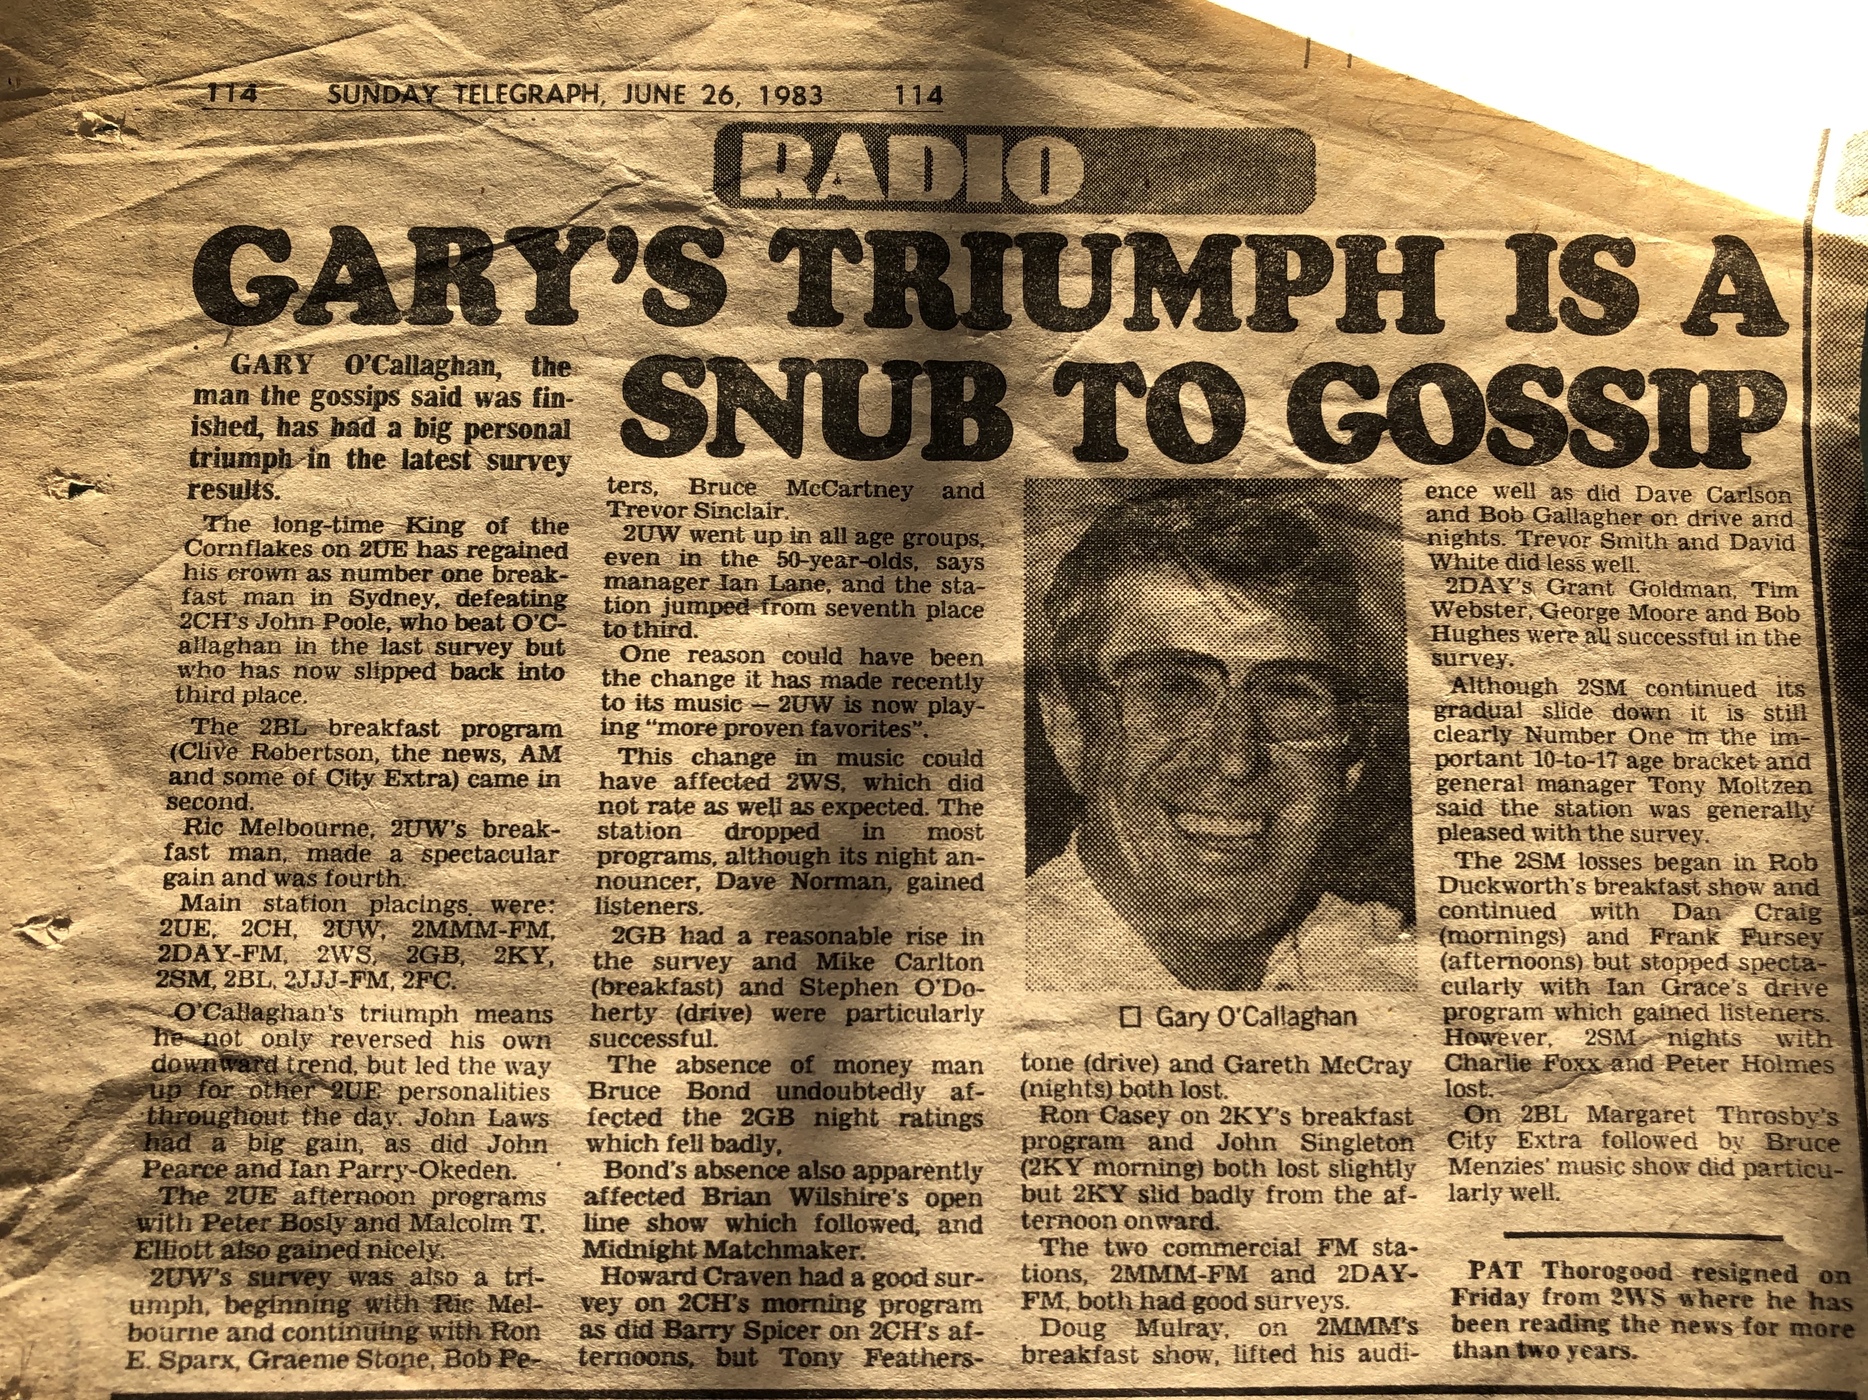 114 SUNDAY TELEGRAPH, JUNE 26, 1983 114
RADIO
GARY'S TRIUMPH IS A
SNUB TO GOSSIP
GARY O'Callaghan, the
man the gossips said was fin-
ished, has had a big personal
triumph in the latest survey
results.
The long-time King of the
Cornflakes on 2UE has regained
his crown as number one break-
fast man in Sydney, defeating
2CH's John Poole, who beat O'C-
allaghan in the last survey but
who has now slipped back into
third place.
The 2BL breakfast program
(Clive Robertson, the news, AM
and some of City Extra) came in
second.
Ric Melbourne, 2UW's break-
fast man, made a spectacular
gain and was fourth.
Main station placings were:
2UE, 2CH, 2UW, 2MMM-FM,
2DAY-FM, 2WS, 2GB, 2KY,
2SM, 2BL, 2JJJ-FM, 2FC.
O'Callaghan's triumph means
he not only reversed his own
downward trend, but led the way
up for other 2UE personalities
throughout the day. John Laws
had a big gain, as did John
Pearce and Ian Parry-Okeden.
The 2UE afternoon programs
with Peter Bosly and Malcolm T.
Elliott also gained nicely.
2UW's survey was also a tri-
umph, beginning with Ric Mel-
bourne and continuing with Ron
E. Sparx, Graeme Stone, Bob Pe-
ters, Bruce McCartney and
Trevor Sinclair.
2UW went up in all age groups,
even in the 50-year-olds, says
manager Ian Lane, and the sta-
tion jumped from seventh place
to third.
One reason could have been
the change it has made recently
to its music — 2UW is now play-
ing "more proven favorites".
This change in music could
have affected 2WS, which did
not rate as well as expected. The
station dropped in most
programs, although its night an-
nouncer, Dave Norman, gained
listeners.
2GB had a reasonable rise in
the survey and Mike Carlton
(breakfast) and Stephen O'Do-
herty (drive) were particularly
successful.
The absence of money man
Bruce Bond undoubtedly af-
fected the 2GB night ratings
which fell badly,
Bond's absence also apparently
affected Brian Wilshire's open
line show which followed, and
Midnight Matchmaker.
Howard Craven had a good sur-
vey on 2CH's morning program
as did Barry Spicer on 2CH's af-
ternoons, but Tony Feathers-
☐ Gary O'Callaghan
tone (drive) and Gareth McCray
(nights) both lost.
Ron Casey on 2KY's breakfast
program and John Singleton
(2KY morning) both lost slightly
but 2KY slid badly from the af-
ternoon onward.
The two commercial FM sta-
tions, 2MMM-FM and 2DAY-
FM, both had good surveys.
Doug Mulray, on 2MMM's
breakfast show, lifted his audi-
ence well as did Dave Carlson
and Bob Gallagher on drive and
nights. Trevor Smith and David
White did less well.
2DAY's Grant Goldman, Tim
Webster, George Moore and Bob
Hughes were all successful in the
survey.
Although 2SM continued its
gradual slide down it is still
clearly Number One in the im-
portant 10-to-17 age bracket and
general manager Tony Moltzen
said the station was generally
pleased with the survey.
The 2SM losses began in Rob
Duckworth's breakfast show and
continued with Dan Craig
(mornings) and Frank Fursey
(afternoons) but stopped specta-
cularly with Ian Grace's drive
program which gained listeners.
However, 2SM nights with
Charlie Foxx and Peter Holmes
lost.
On 2BL Margaret Throsby's
City Extra followed by Bruce
Menzies' music show did particu-
larly well.
PAT Thorogood resigned on
Friday from 2WS where he has
been reading the news for more
than two years.